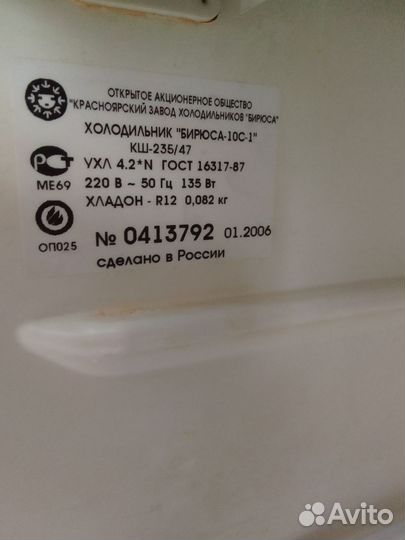 ОТКРЫТОЕ АКЦИОНЕРНОЕ ОБЩЕСТВО
"КРАСНОЯРСКИЙ ЗАВОД ХОЛОДИЛЬНИКОВ "БИРЮСА"
ХОЛОДИЛЬНИК "БИРЮСА-10С-1"
КШ-235/47
УХЛ 4.2*N ГОСТ 16317-87
МЕ69
220 В ~ 50 Гц 135 Вт
ХЛАДОН - R12 0,082 кг
ОП025
№ 0413792 01.2006
сделано в России
Avito